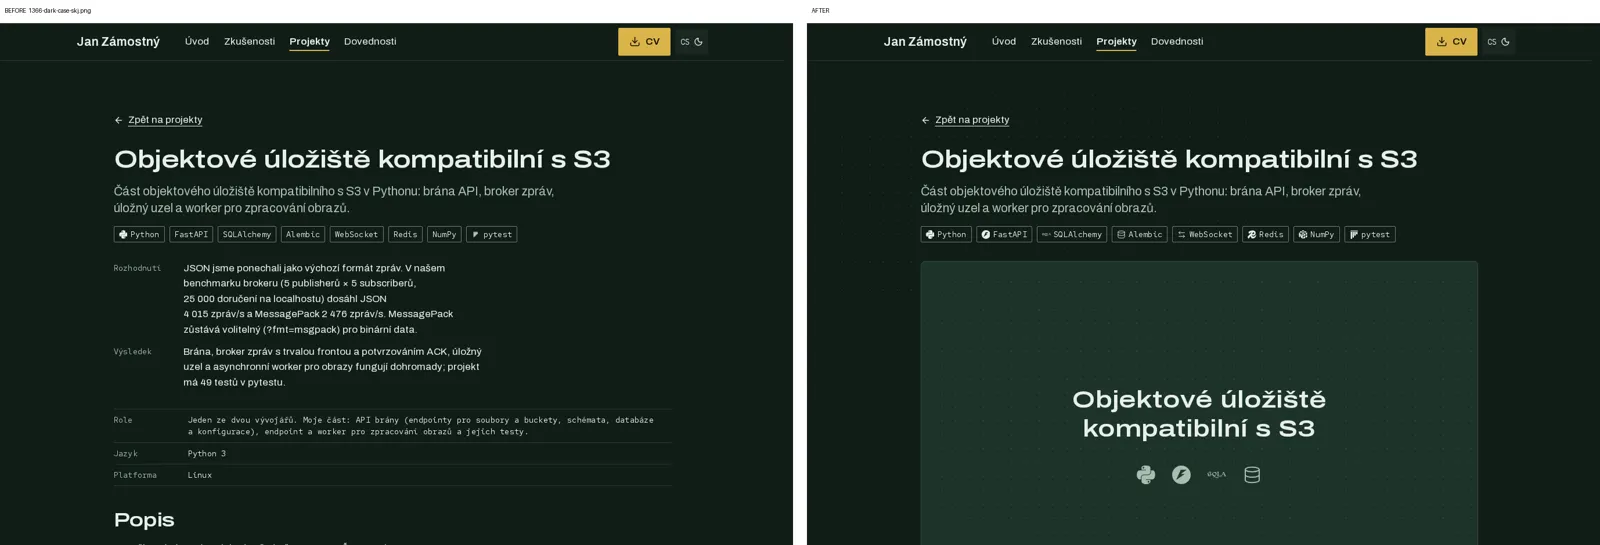 BEFORE 1366-dark-case-skj.png
Jan Zámostný Úvod Zkušenosti Projekty Dovednosti CV CS
Zpět na projekty
Objektové úložiště kompatibilní s S3
Část objektového úložiště kompatibilního s S3 v Pythonu: brána API, broker zpráv,
úložný uzel a worker pro zpracování obrazů.
Python FastAPI SQLAlchemy Alembic WebSocket Redis NumPy pytest
Rozhodnutí JSON jsme ponechali jako výchozí formát zpráv. V našem
benchmarku brokeru (5 publisherů × 5 subscriberů,
25 000 doručení na localhostu) dosáhl JSON
4 015 zpráv/s a MessagePack 2 476 zpráv/s. MessagePack
zůstává volitelný (?fmt=msgpack) pro binární data.
Výsledek Brána, broker zpráv s trvalou frontou a potvrzováním ACK, úložný
uzel a asynchronní worker pro obrazy fungují dohromady; projekt
má 49 testů v pytestu.
Role Jeden ze dvou vývojářů. Moje část: API brány (endpointy pro soubory a buckety, schémata, databáze
a konfigurace), endpoint a worker pro zpracování obrazů a jejich testy.
Jazyk Python 3
Platforma Linux
Popis
AFTER
Jan Zámostný Úvod Zkušenosti Projekty Dovednosti CV CS
Zpět na projekty
Objektové úložiště kompatibilní s S3
Část objektového úložiště kompatibilního s S3 v Pythonu: brána API, broker zpráv,
úložný uzel a worker pro zpracování obrazů.
Python FastAPI SQLAlchemy Alembic WebSocket Redis NumPy pytest
Objektové úložiště
kompatibilní s S3
SQLA